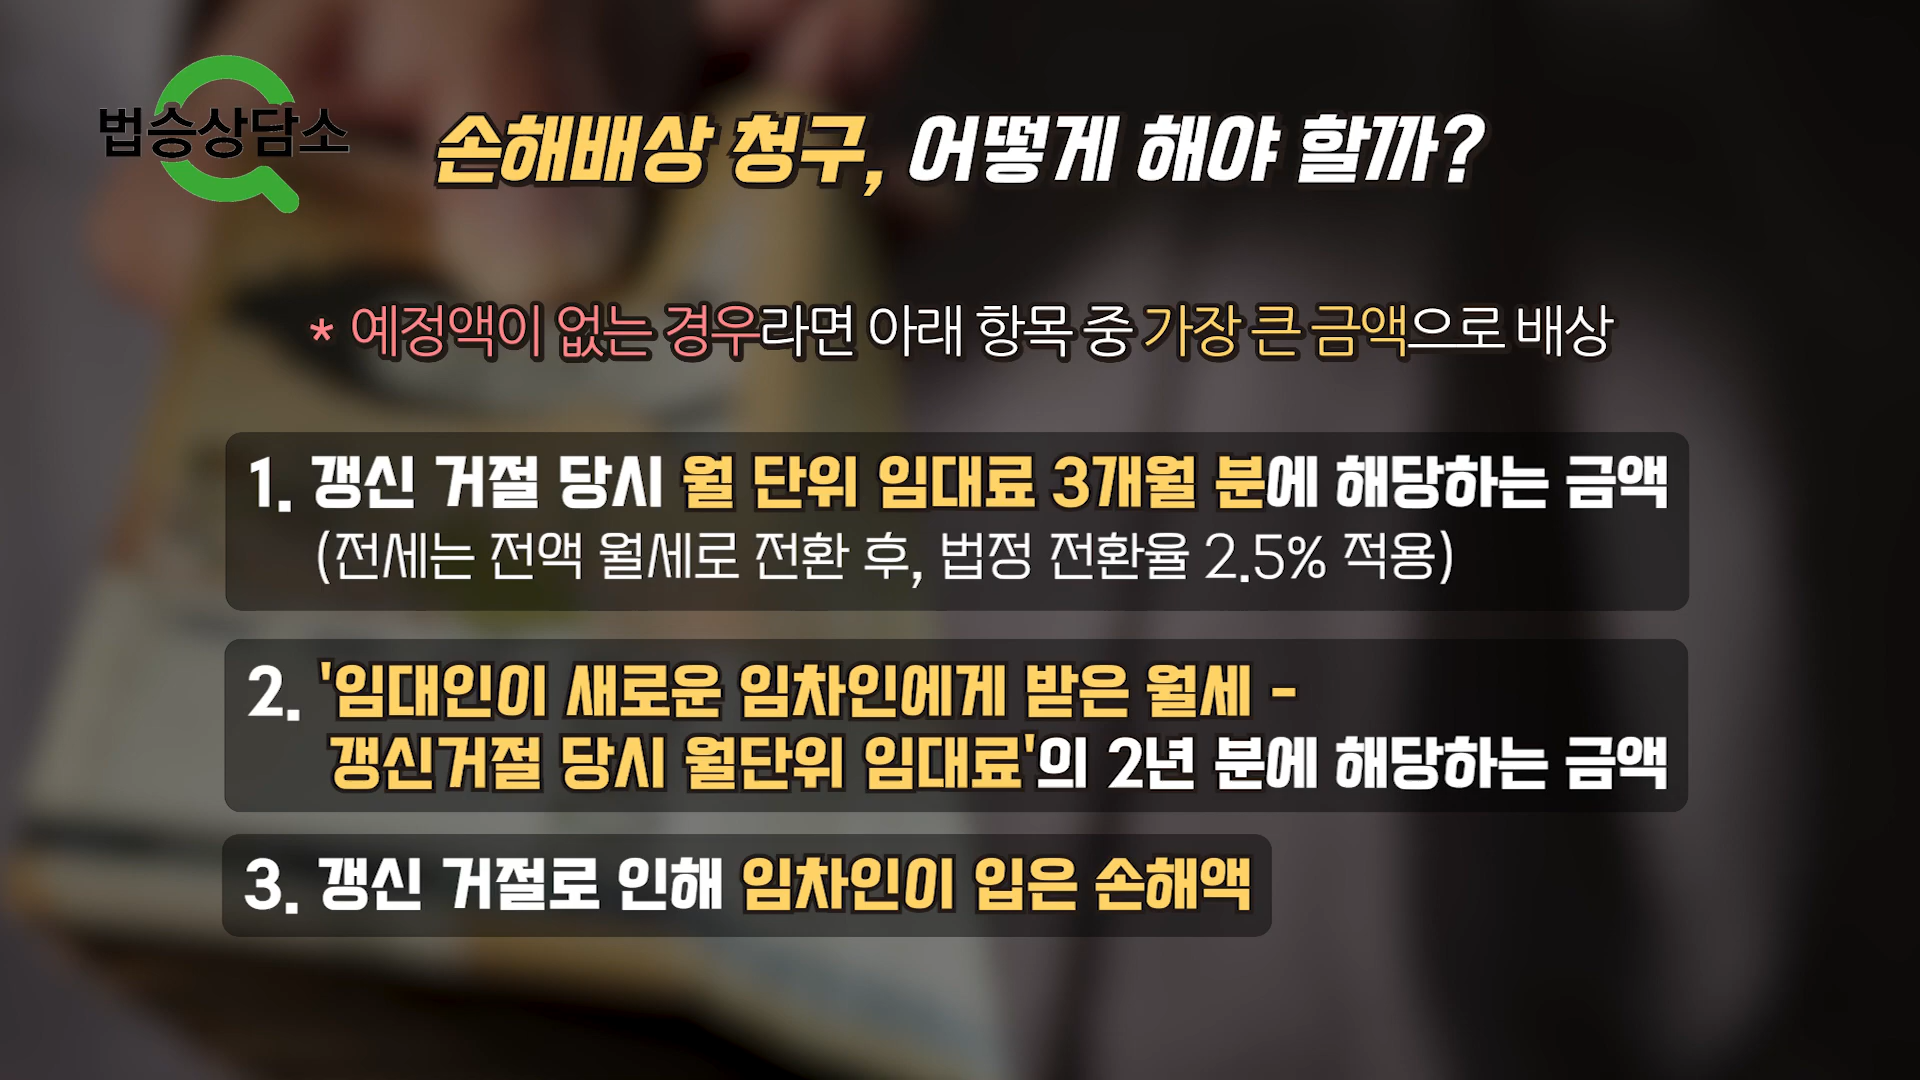 법승상담소
손해배상 청구, 어떻게 해야 할까?
* 예정액이 없는 경우라면 아래 항목 중 가장 큰 금액으로 배상
1. 갱신 거절 당시 월 단위 임대료 3개월 분에 해당하는 금액
(전세는 전액 월세로 전환 후, 법정 전환율 2.5% 적용)
2. '임대인이 새로운 임차인에게 받은 월세 -
갱신거절 당시 월단위 임대료'의 2년 분에 해당하는 금액
3. 갱신 거절로 인해 임차인이 입은 손해액